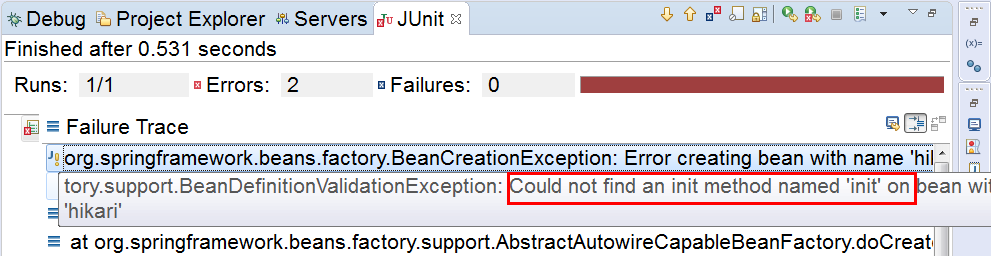 Debug Project Explorer Servers JUnit
Finished after 0.531 seconds
Runs: 1/1 Errors: 2 Failures: 0
Failure Trace
org.springframework.beans.factory.BeanCreationException: Error creating bean with name 'hik
tory.support.BeanDefinitionValidationException: Could not find an init method named 'init' on bean wit
'hikari'
at org.springframework.beans.factory.support.AbstractAutowireCapableBeanFactory.doCreate